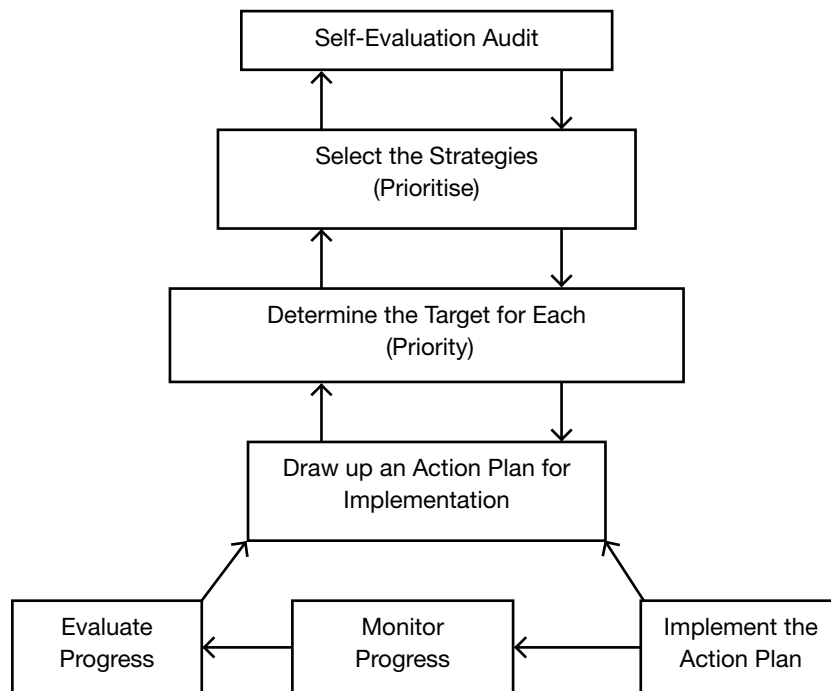 Self-Evaluation Audit
Select the Strategies
(Prioritise)
Determine the Target for Each
(Priority)
Draw up an Action Plan for
Implementation
Evaluate
Progress
Monitor
Progress
Implement the
Action Plan